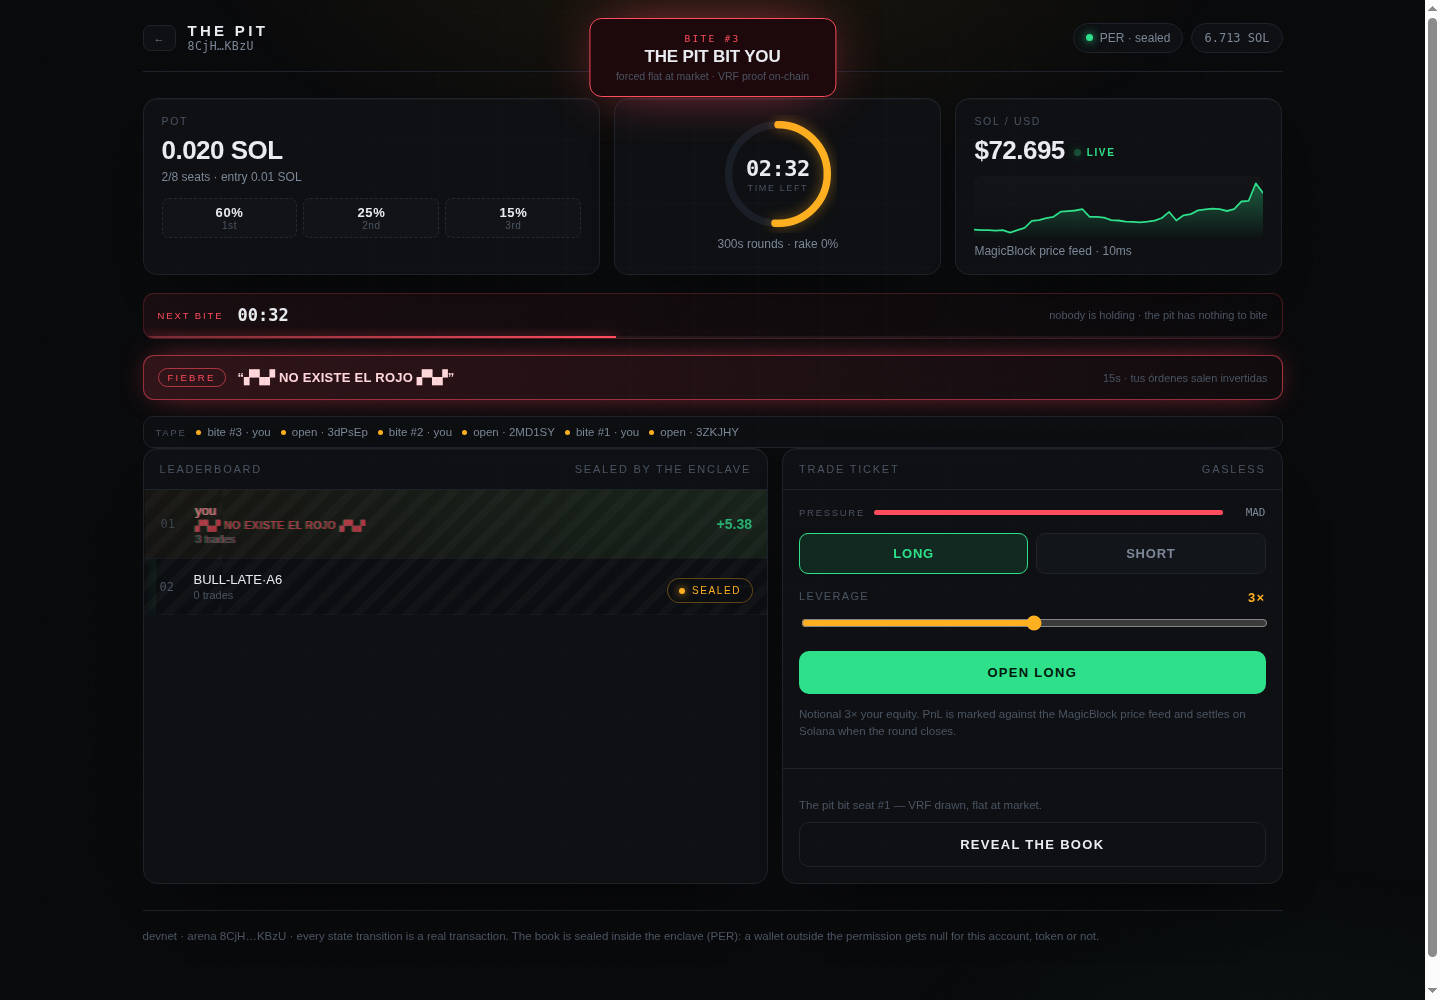 ←
THE PIT
8CjH…KBzU
BITE #3
THE PIT BIT YOU
forced flat at market · VRF proof on-chain
PER · sealed
6.713 SOL
POT
0.020 SOL
2/8 seats · entry 0.01 SOL
60%
1st
25%
2nd
15%
3rd
02:32
TIME LEFT
300s rounds · rake 0%
SOL / USD
$72.695 LIVE
MagicBlock price feed · 10ms
NEXT BITE 00:32
nobody is holding · the pit has nothing to bite
FIEBRE “▞▚▞ NO EXISTE EL ROJO ▞▚▞”
15s · tus órdenes salen invertidas
TAPE bite #3 · you open · 3dPsEp bite #2 · you open · 2MD1SY bite #1 · you open · 3ZKJHY
LEADERBOARD
SEALED BY THE ENCLAVE
01
you
▞▚▞ NO EXISTE EL ROJO ▞▚▞
3 trades
+5.38
02
BULL-LATE·A6
0 trades
SEALED
TRADE TICKET
GASLESS
PRESSURE
MAD
LONG
SHORT
LEVERAGE
3×
OPEN LONG
Notional 3× your equity. PnL is marked against the MagicBlock price feed and settles on
Solana when the round closes.
The pit bit seat #1 — VRF drawn, flat at market.
REVEAL THE BOOK
devnet · arena 8CjH…KBzU · every state transition is a real transaction. The book is sealed inside the enclave (PER): a wallet outside the permission gets null for this account, token or not.